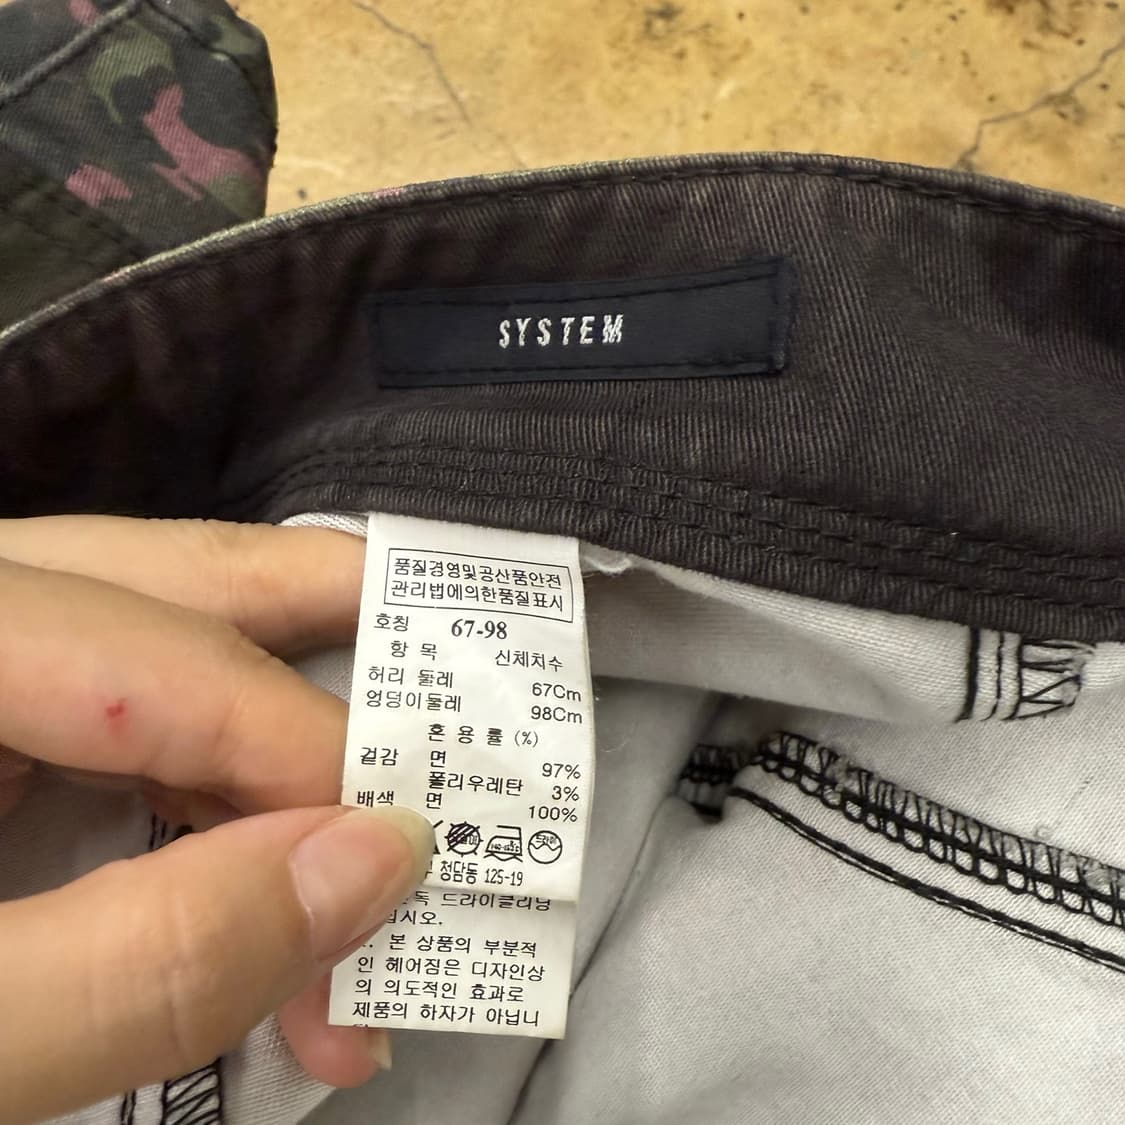 SYSTEM
품질경영및공산품안전
관리법에의한품질표시
호칭 67-98
항 목 신체치수
허리 둘레 67Cm
엉덩이둘레 98Cm
혼 용 률 (%)
겉감 면 97%
폴리우레탄 3%
배색 면 100%
청담동 125-19
드라이클리닝
십시오.
본 상품의 부분적
인 헤어짐은 디자인상
의 의도적인 효과로
제품의 하자가 아닙니